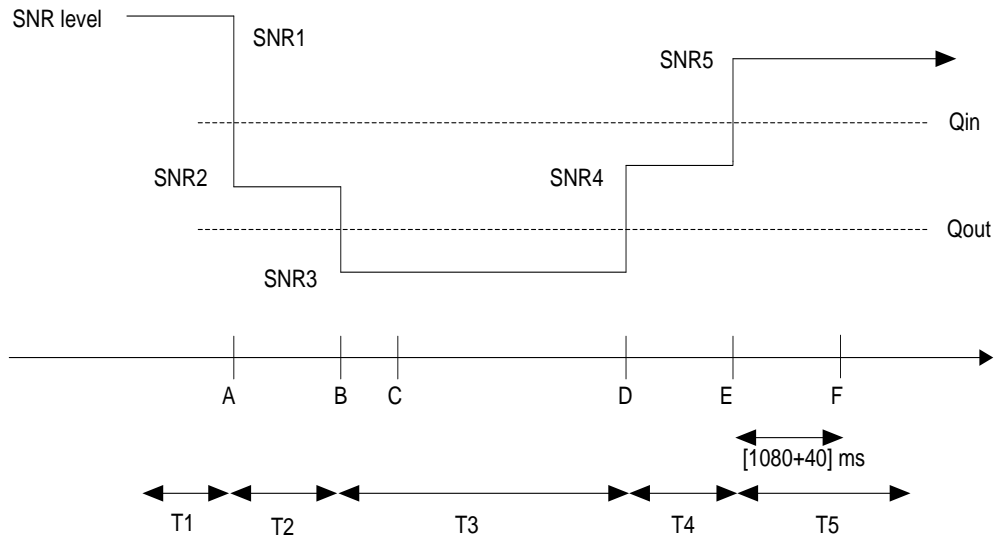 SNR level
SNR1
SNR5
Qin
SNR2
SNR4
Qout
SNR3
A B C D E F
[1080+40] ms
T1 T2 T3 T4 T5